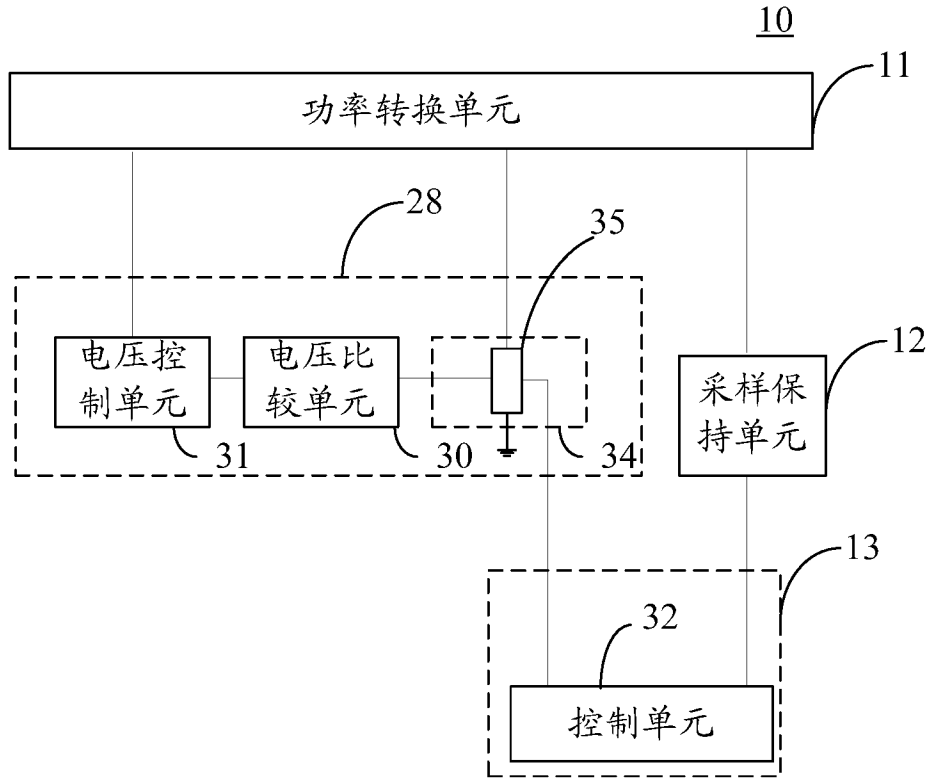 10
11
功率转换单元
28
35
电压控
制单元
电压比
较单元
12
采样保
持单元
31
30
34
13
32
控制单元